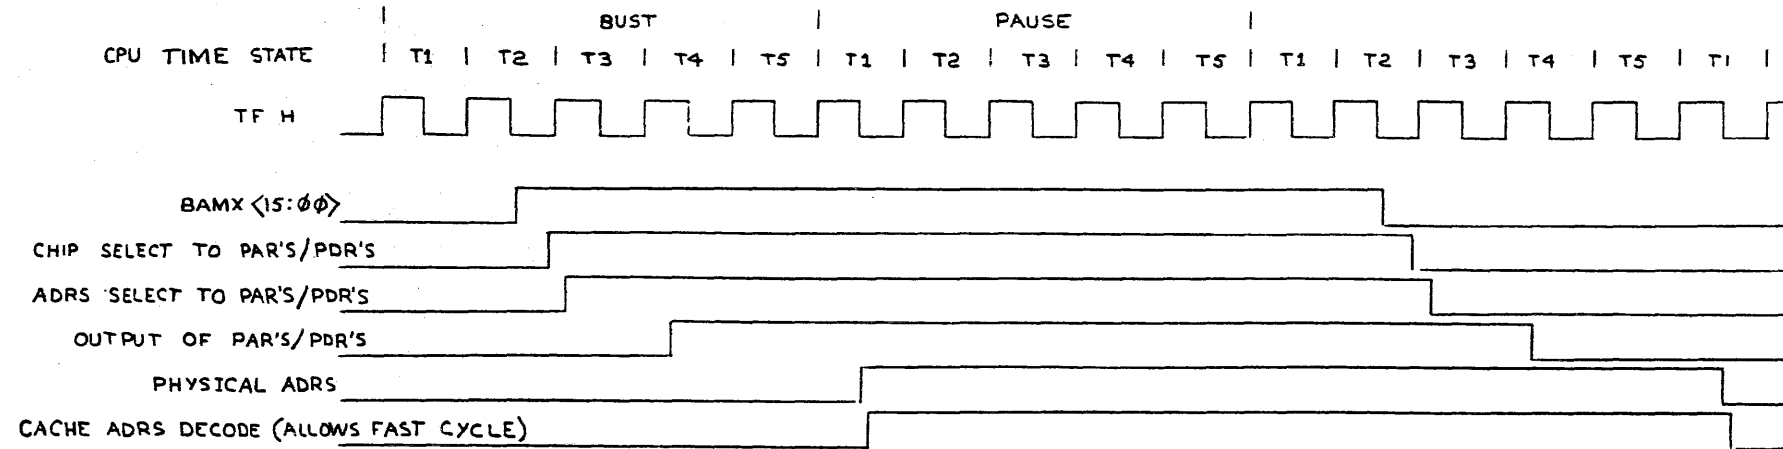 BUST PAUSE
CPU TIME STATE T1 T2 T3 T4 T5 T1 T2 T3 T4 T5 T1 T2 T3 T4 T5 T1
TF H
BAMX <15:00>
CHIP SELECT TO PAR'S/PDR'S
ADRS SELECT TO PAR'S/PDR'S
OUTPUT OF PAR'S/PDR'S
PHYSICAL ADRS
CACHE ADRS DECODE (ALLOWS FAST CYCLE)